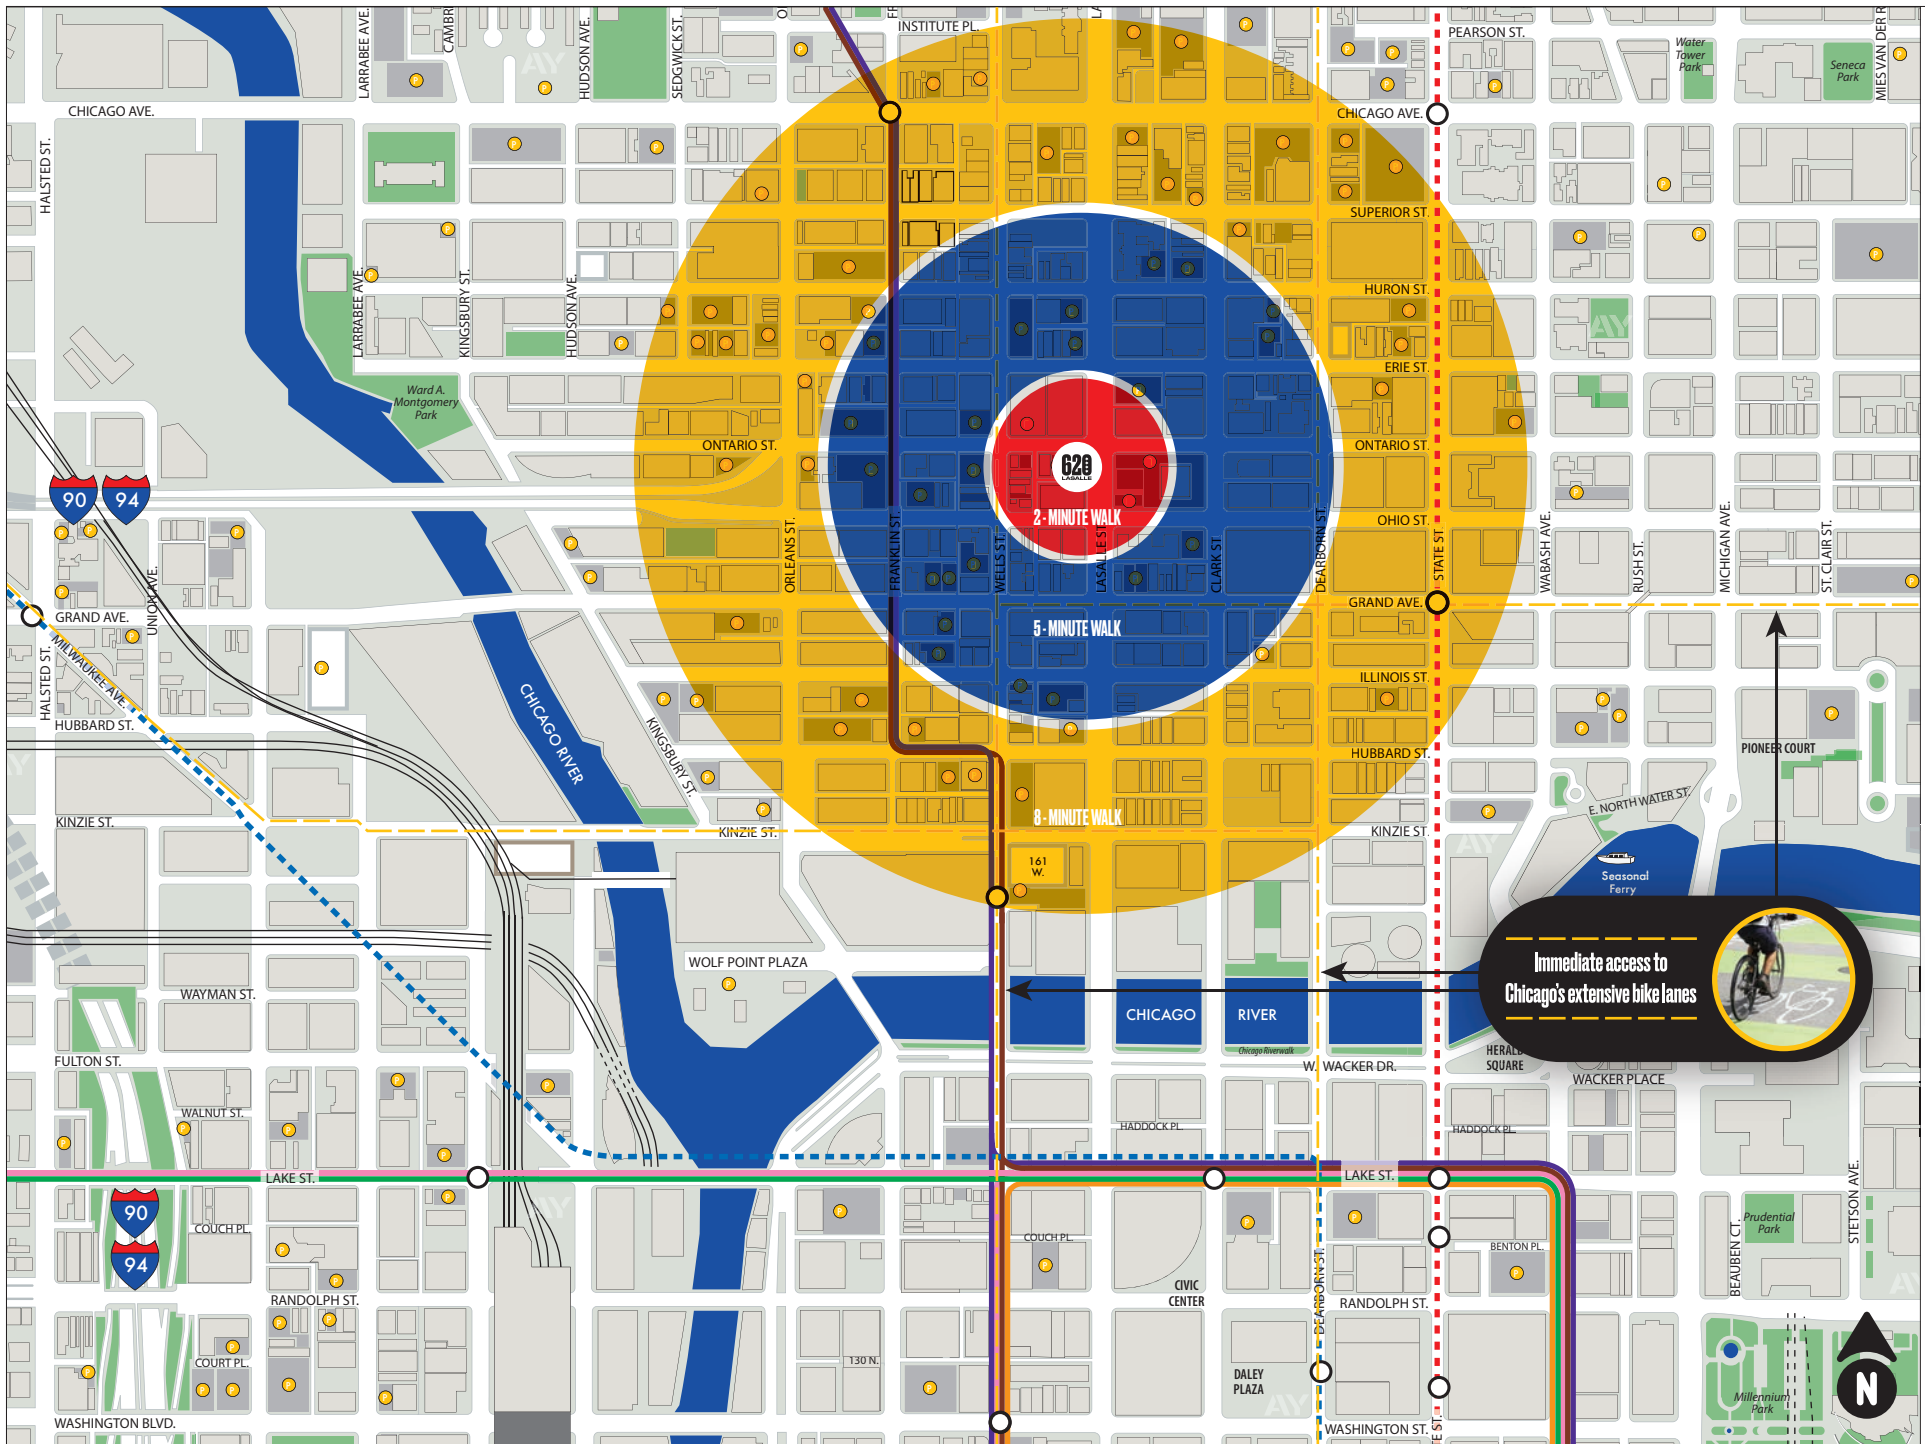 INSTITUTE PL.
PEARSON ST.
LARRABEE AVE.
HUDSON AVE.
SEDGWICK ST.
Water
Tower
Park
Seneca
Park
MIES VAN DER R
CHICAGO AVE.
CHICAGO AVE.
HALSTED ST.
SUPERIOR ST.
HURON ST.
LARRABEE AVE.
KINGSBURY ST.
HUDSON AVE.
ERIE ST.
Ward A.
Montgomery
Park
ONTARIO ST.
ONTARIO ST.
620
LASALLE
90
94
2 - MINUTE WALK
OHIO ST.
ORLEANS ST.
FRANKLIN ST.
WELLS ST.
LASALLE ST.
CLARK ST
DEARBORN ST.
STATE ST.
WABASH AVE.
RUSH ST.
MICHIGAN AVE.
ST. CLAIR ST.
UNION AVE.
GRAND AVE.
GRAND AVE.
5 - MINUTE WALK
HALSTED ST.
MILWAUKEE AVE.
HUBBARD ST.
ILLINOIS ST.
CHICAGO RIVER
KINGSBURY ST.
HUBBARD ST.
PIONEER COURT
E. NORTH WATER ST.
KINZIE ST.
KINZIE ST.
8 - MINUTE WALK
KINZIE ST.
161
W.
Seasonal
Ferry
WOLF POINT PLAZA
Immediate access to
Chicago's extensive bike lanes
WAYMAN ST.
CHICAGO
RIVER
Chicago Riverwalk
FULTON ST.
W. WACKER DR.
HERALD
SQUARE
WACKER PLACE
WALNUT ST.
HADDOCK PL.
HADDOCK PL.
LAKE ST.
LAKE ST.
90
94
COUCH PL.
COUCH PL.
BENTON PL.
Prudential
Park
STETSON AVE.
BEAUBEN CT.
CIVIC
CENTER
RANDOLPH ST.
RANDOLPH ST.
DEARBORN ST.
130 N.
COURT PL.
DALEY
PLAZA
Millennium
Park
N
WASHINGTON BLVD.
WASHINGTON ST.